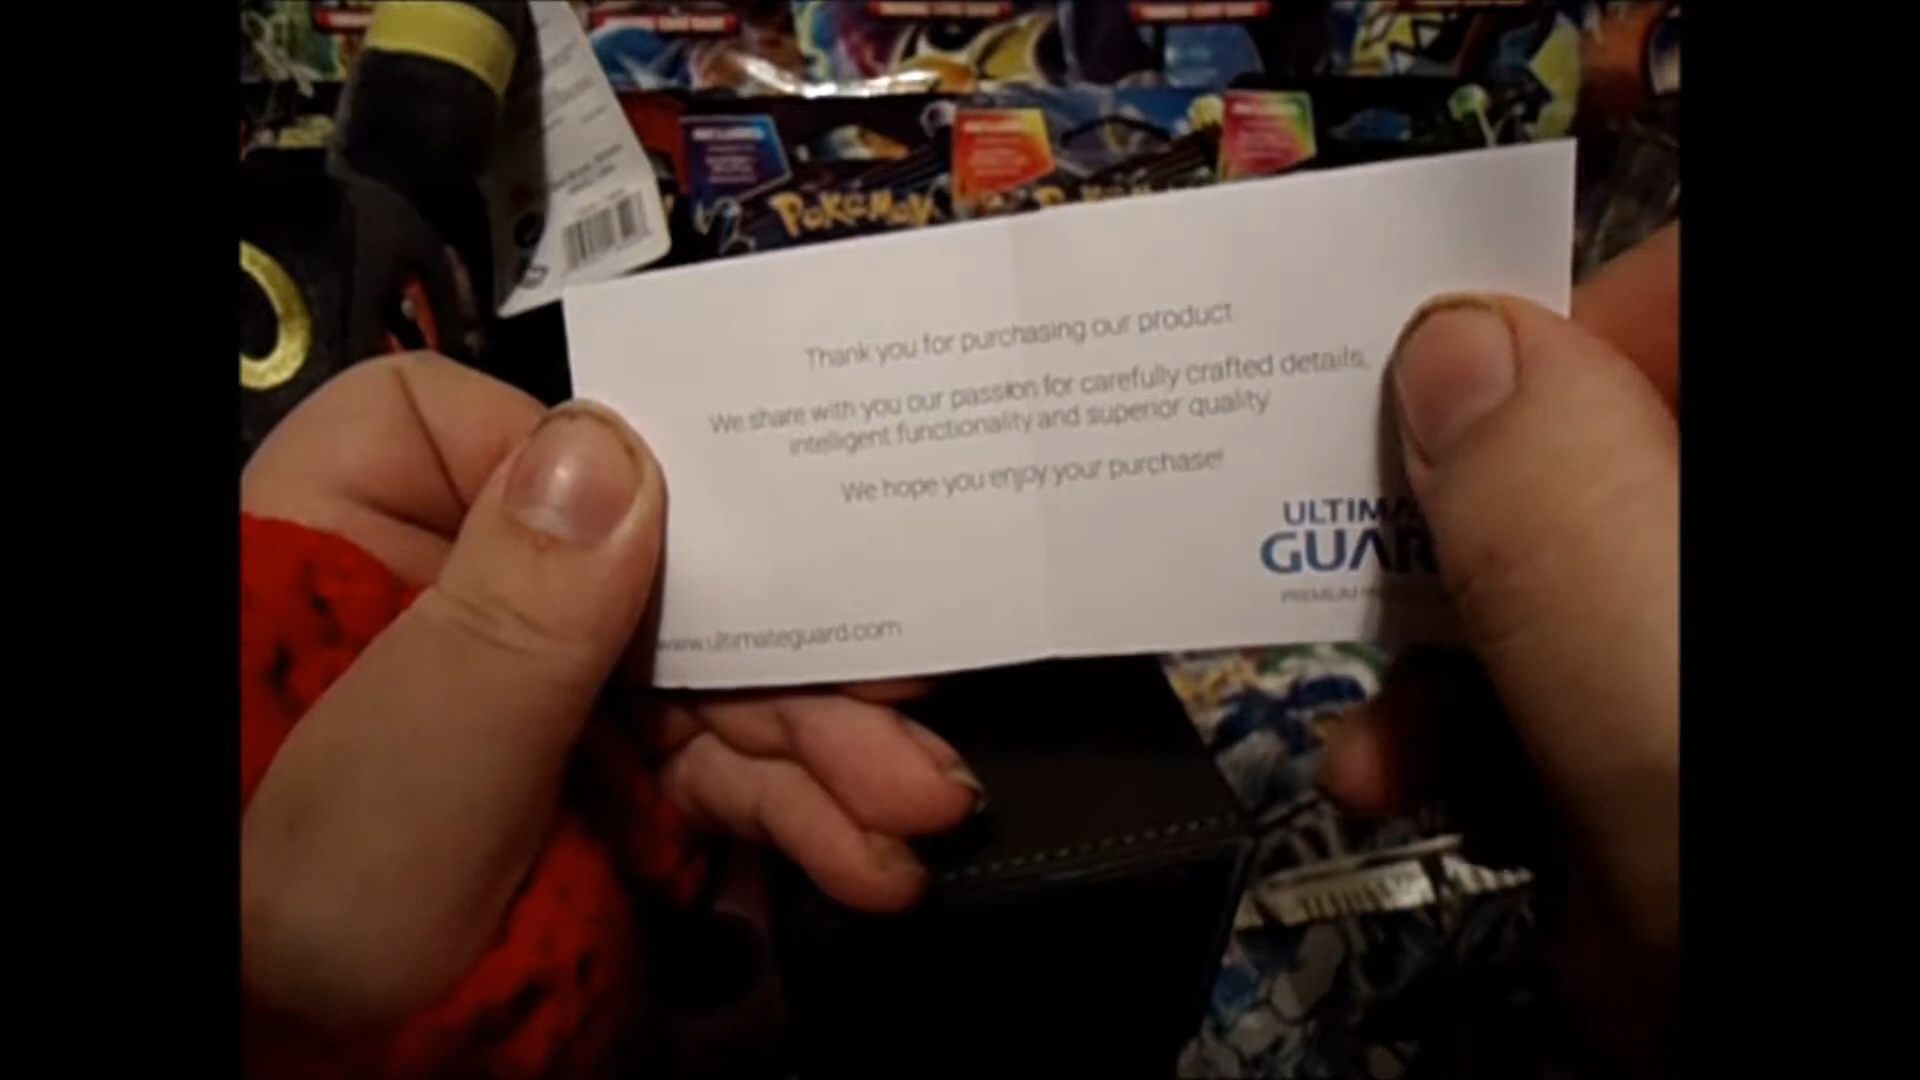 POKéMON
Thank you for purchasing our product
We share with you our passion for carefully crafted details,
intelligent functionality and superior quality
We hope you enjoy your purchase!
ULTIMA
GUAR
PREMIUM
www.ultimateguard.com